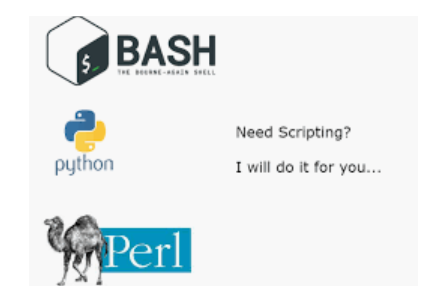 BASH
THE BOURNE-AGAIN SHELL
python
Need Scripting?
I will do it for you...
Perl